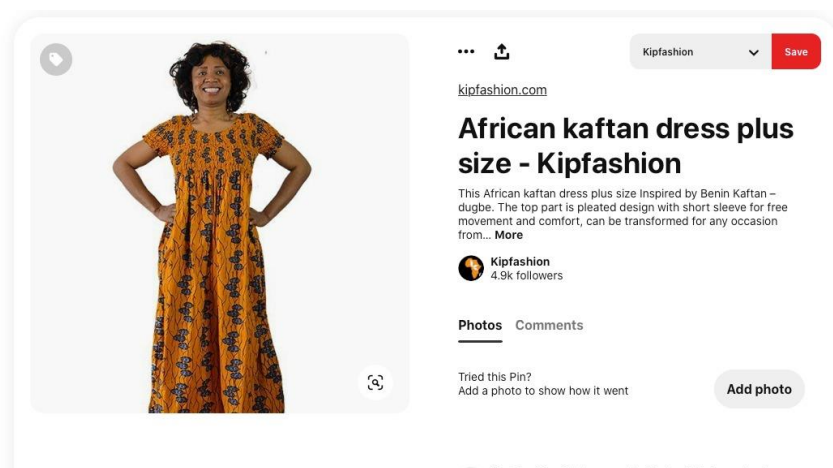 Kipfashion
Save
kipfashion.com
African kaftan dress plus
size - Kipfashion
This African kaftan dress plus size Inspired by Benin Kaftan –
dugbe. The top part is pleated design with short sleeve for free
movement and comfort, can be transformed for any occasion
from... More
Kipfashion
4.9k followers
Photos Comments
Tried this Pin?
Add a photo to show how it went
Add photo